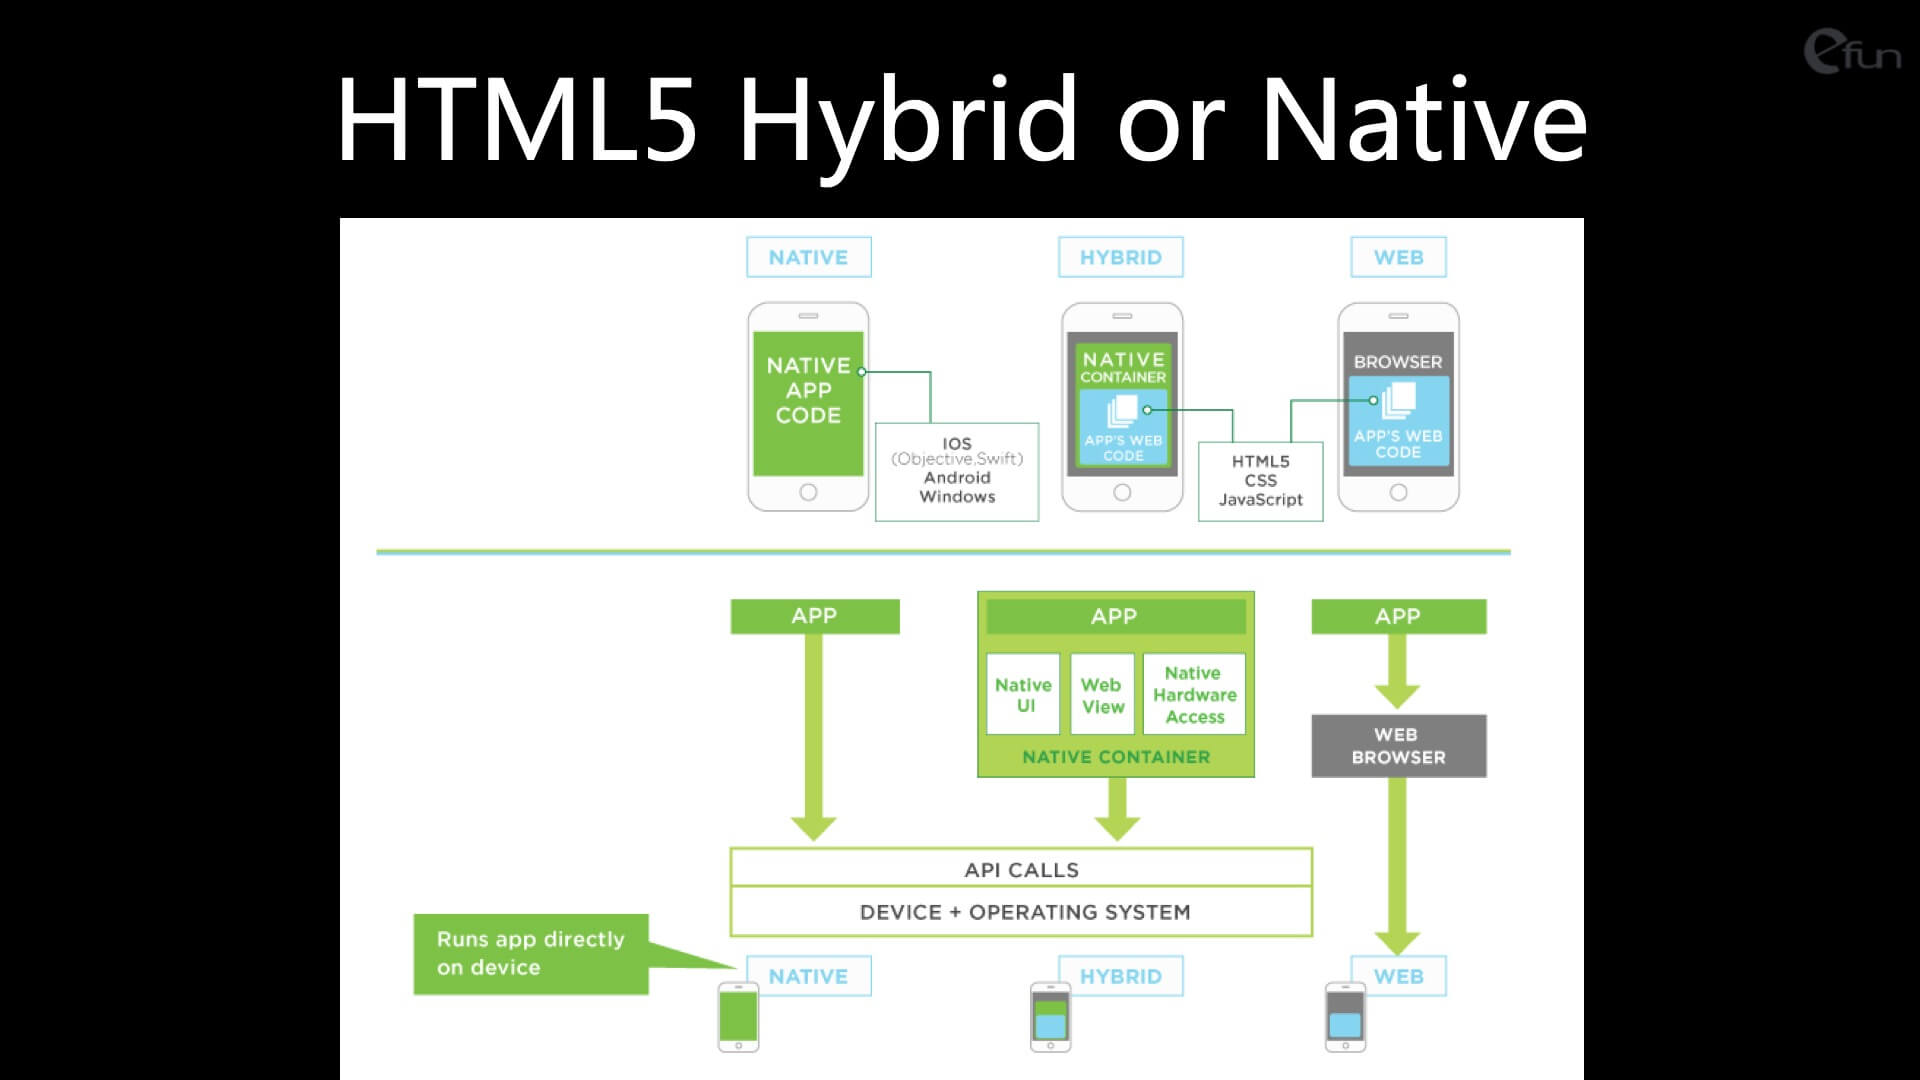 efun
HTML5 Hybrid or Native
NATIVE
HYBRID
WEB
NATIVE
APP
CODE
IOS
(Objective,Swift)
Android
Windows
NATIVE
CONTAINER
APP'S WEB
CODE
HTML5
CSS
JavaScript
BROWSER
APP'S WEB
CODE
APP
APP
Native
UI
Web
View
Native
Hardware
Access
NATIVE CONTAINER
APP
WEB
BROWSER
API CALLS
DEVICE + OPERATING SYSTEM
Runs app directly
on device
NATIVE
HYBRID
WEB